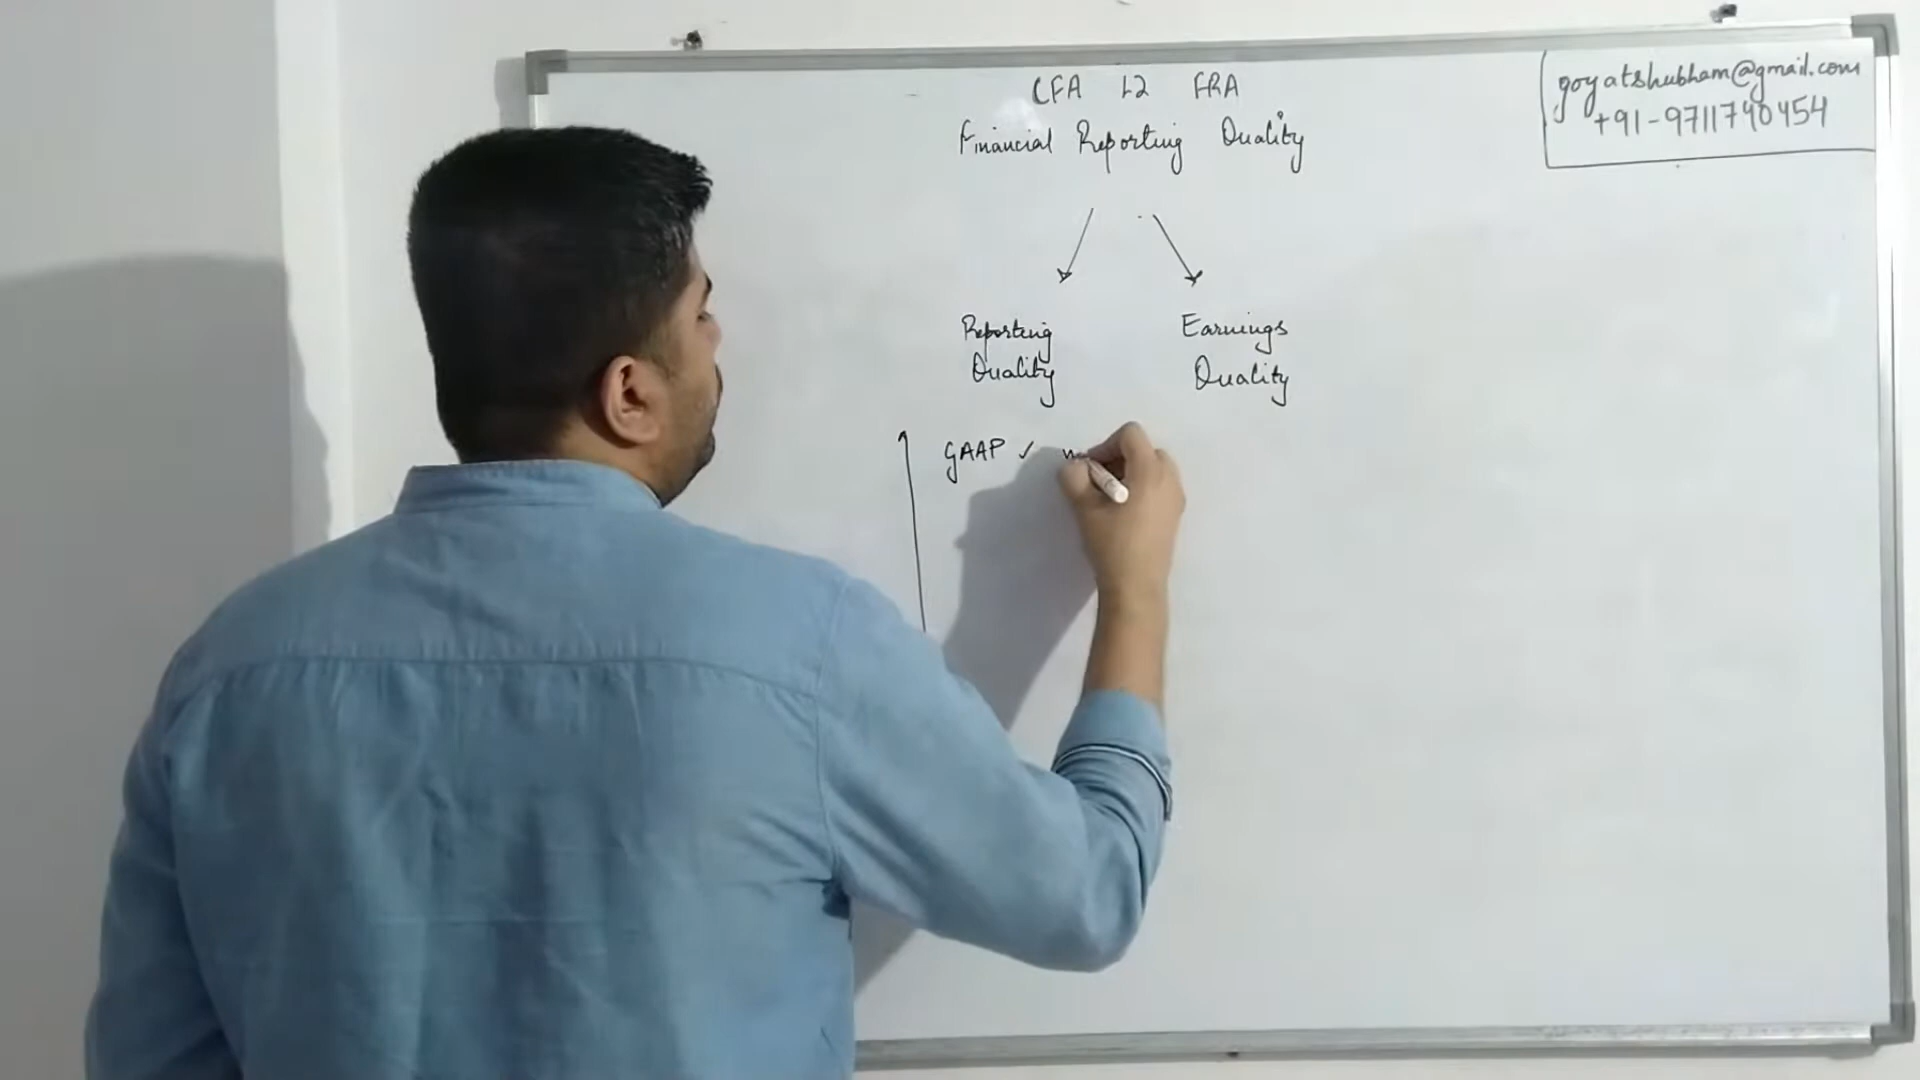 CFA L2 FRA
Financial Reporting Quality
goyatshubham@gmail.com
+91-9711740454
Reporting
Quality
Earnings
Quality
GAAP ✓